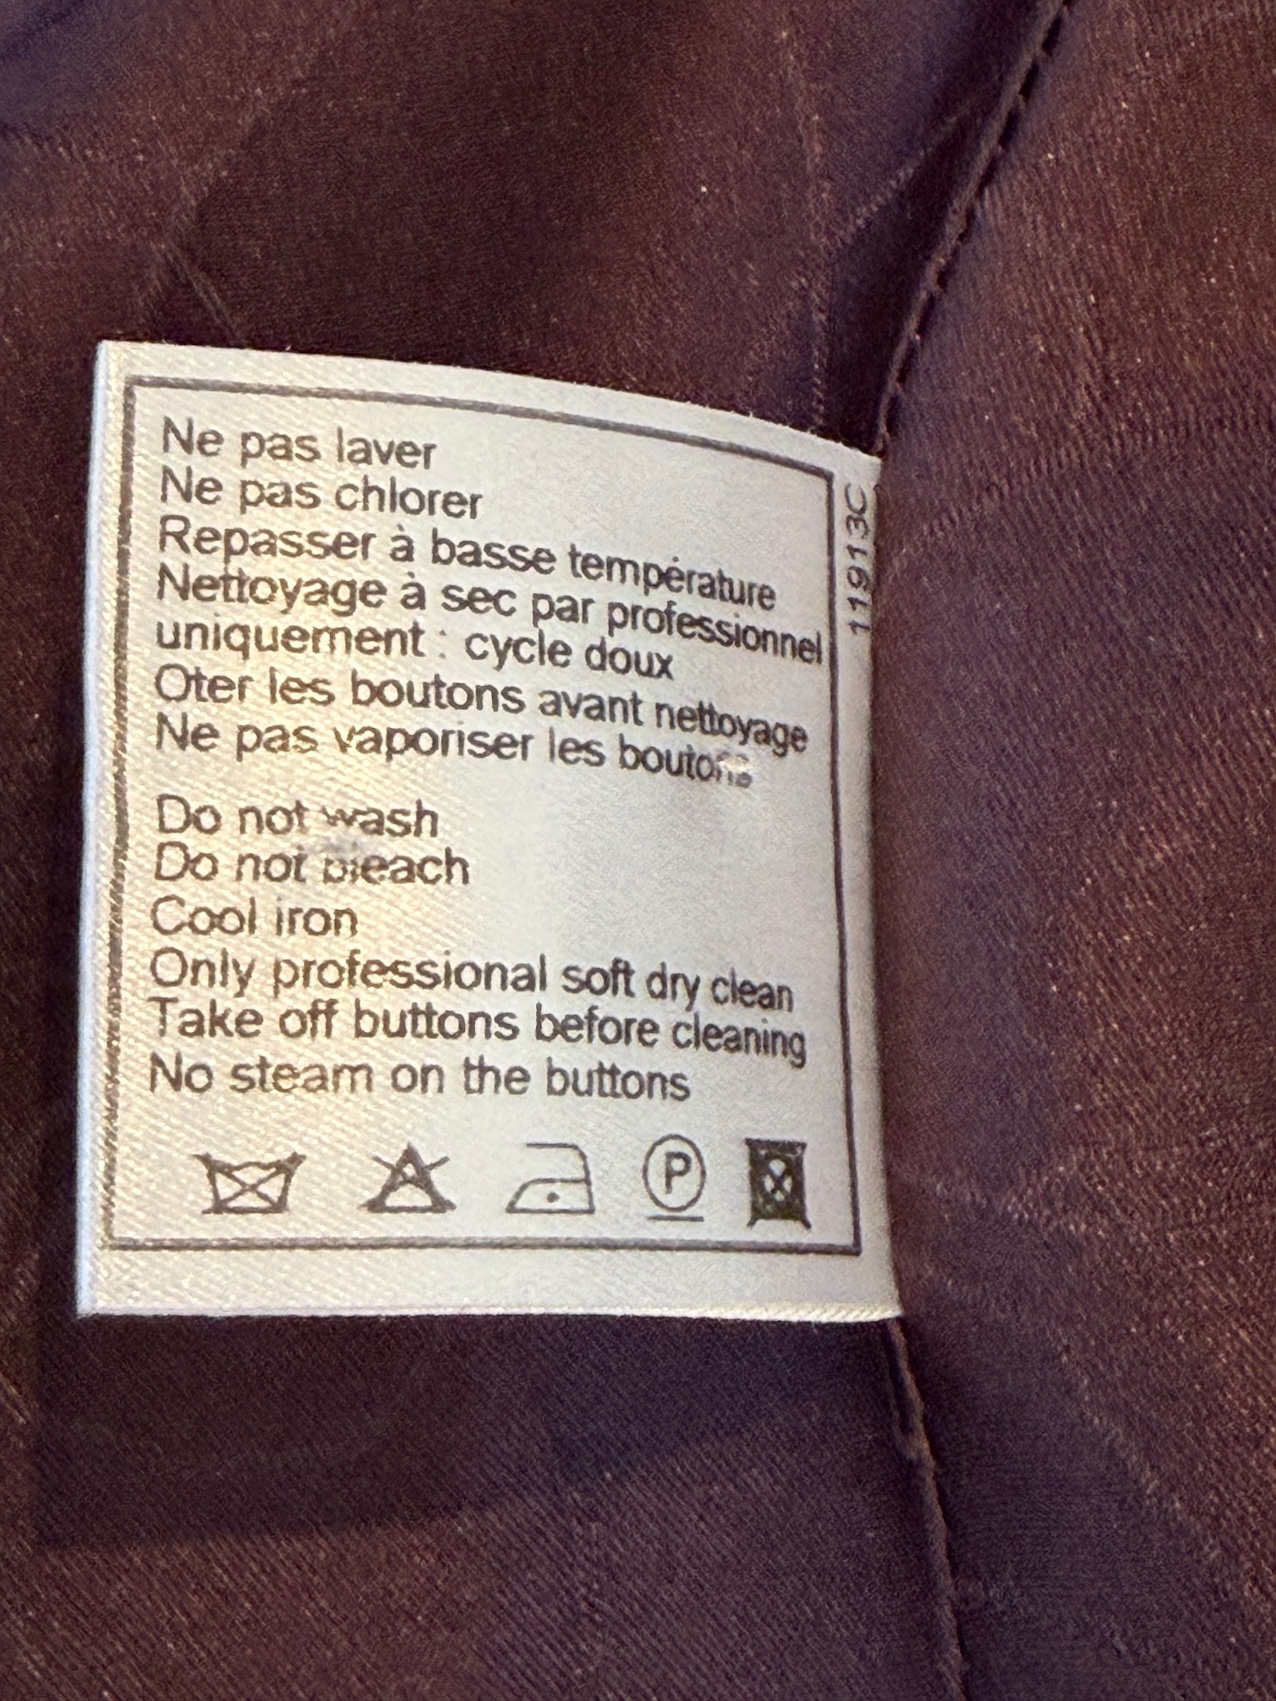 Ne pas laver
Ne pas chlorer
Repasser à basse température
Nettoyage à sec par professionnel
uniquement : cycle doux
Oter les boutons avant nettoyage
Ne pas vaporiser les boutons
Do not wash
Do not bleach
Cool iron
Only professional soft dry clean
Take off buttons before cleaning
No steam on the buttons
P
11913C